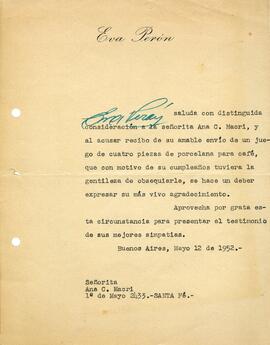 Eva Perón
Eva Perón saluda con distinguida
consideración a la señorita Ana C. Macri, y
al acusar recibo de su amable envío de un jue-
go de cuatro piezas de porcelana para café,
que con motivo de su cumpleaños tuviera la
gentileza de obsequiarle, se hace un deber
expresar su más vivo agradecimiento.
Aprovecha por grata es-
ta circunstancia para presentar el testimonio
de sus mejores simpatías.
Buenos Aires, Mayo 12 de 1952.-
Señorita
Ana C. Macri
1º de Mayo 2433.-SANTA FÉ.-